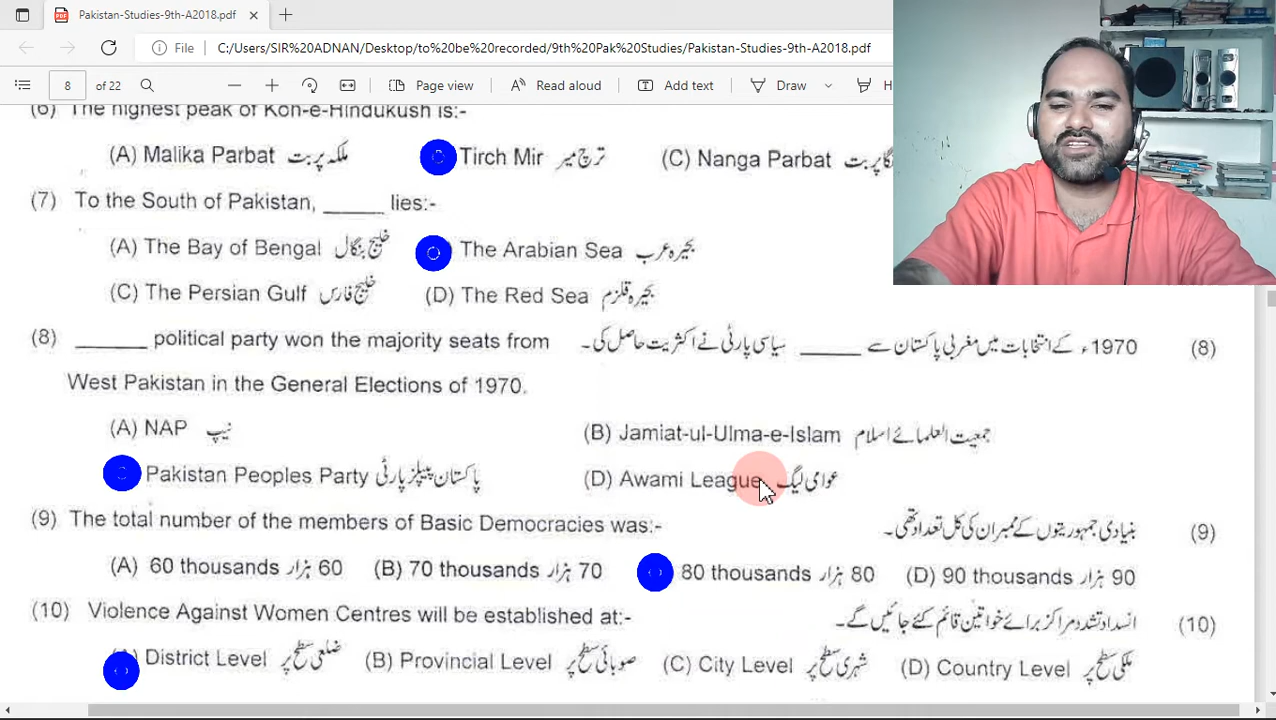 Pakistan-Studies-9th-A2018.pdf
File C:/Users/SIR%20ADNAN/Desktop/to%20be%20recorded/9th%20Pak%20Studies/Pakistan-Studies-9th-A2018.pdf
8 of 22 Page view Read aloud Add text Draw H
(6) The highest peak of Koh-e-Hindukush is:-
(A) Malika Parbat ملکہ پربت Tirch Mir ترچ میر (C) Nanga Parbat
(7) To the South of Pakistan, _____ lies:-
(A) The Bay of Bengal خلیج بنگال The Arabian Sea بحیرہ عرب
(C) The Persian Gulf خلیج فارس (D) The Red Sea بحیرہ قلزم
(8) ______ political party won the majority seats from 1970ء کے انتخابات میں مغربی پاکستان سے _____ سیاسی پارٹی نے اکثریت حاصل کی۔ (8)
West Pakistan in the General Elections of 1970.
(A) NAP نیپ (B) Jamiat-ul-Ulma-e-Islam جمعیت العلمائے اسلام
Pakistan Peoples Party پاکستان پیپلز پارٹی (D) Awami League عوامی لیگ
(9) The total number of the members of Basic Democracies was:- بنیادی جمہوریتوں کے ممبران کی کل تعداد تھی۔ (9)
(A) 60 thousands 60 ہزار (B) 70 thousands 70 ہزار 80 thousands 80 ہزار (D) 90 thousands 90 ہزار
(10) Violence Against Women Centres will be established at:- انسداد تشدد مراکز برائے خواتین قائم کئے جائیں گے۔ (10)
District Level ضلعی سطح پر (B) Provincial Level صوبائی سطح پر (C) City Level شہری سطح پر (D) Country Level ملکی سطح پر